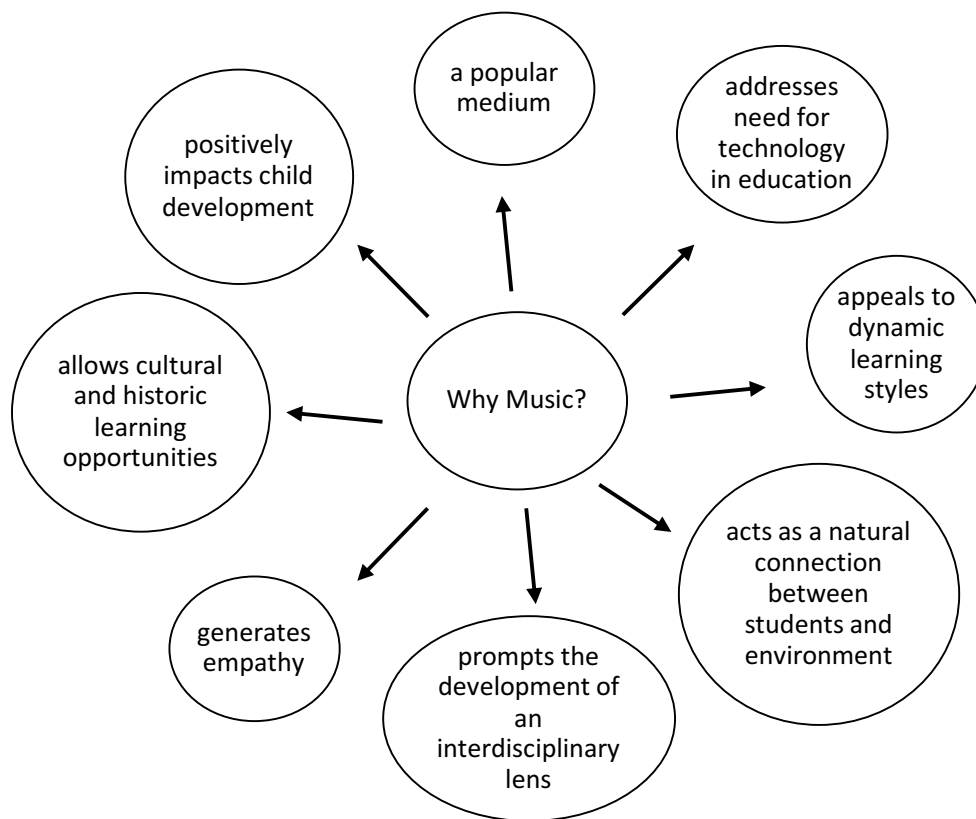 a popular
medium
addresses
need for
technology
in education
positively
impacts child
development
appeals to
dynamic
learning
styles
allows cultural
and historic
learning
opportunities
Why Music?
acts as a natural
connection
between
students and
environment
generates
empathy
prompts the
development of
an
interdisciplinary
lens